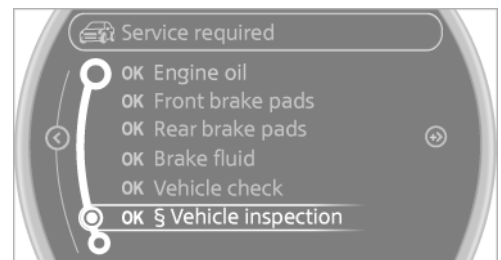 Service required
OK Engine oil
OK Front brake pads
OK Rear brake pads
OK Brake fluid
OK Vehicle check
OK § Vehicle inspection